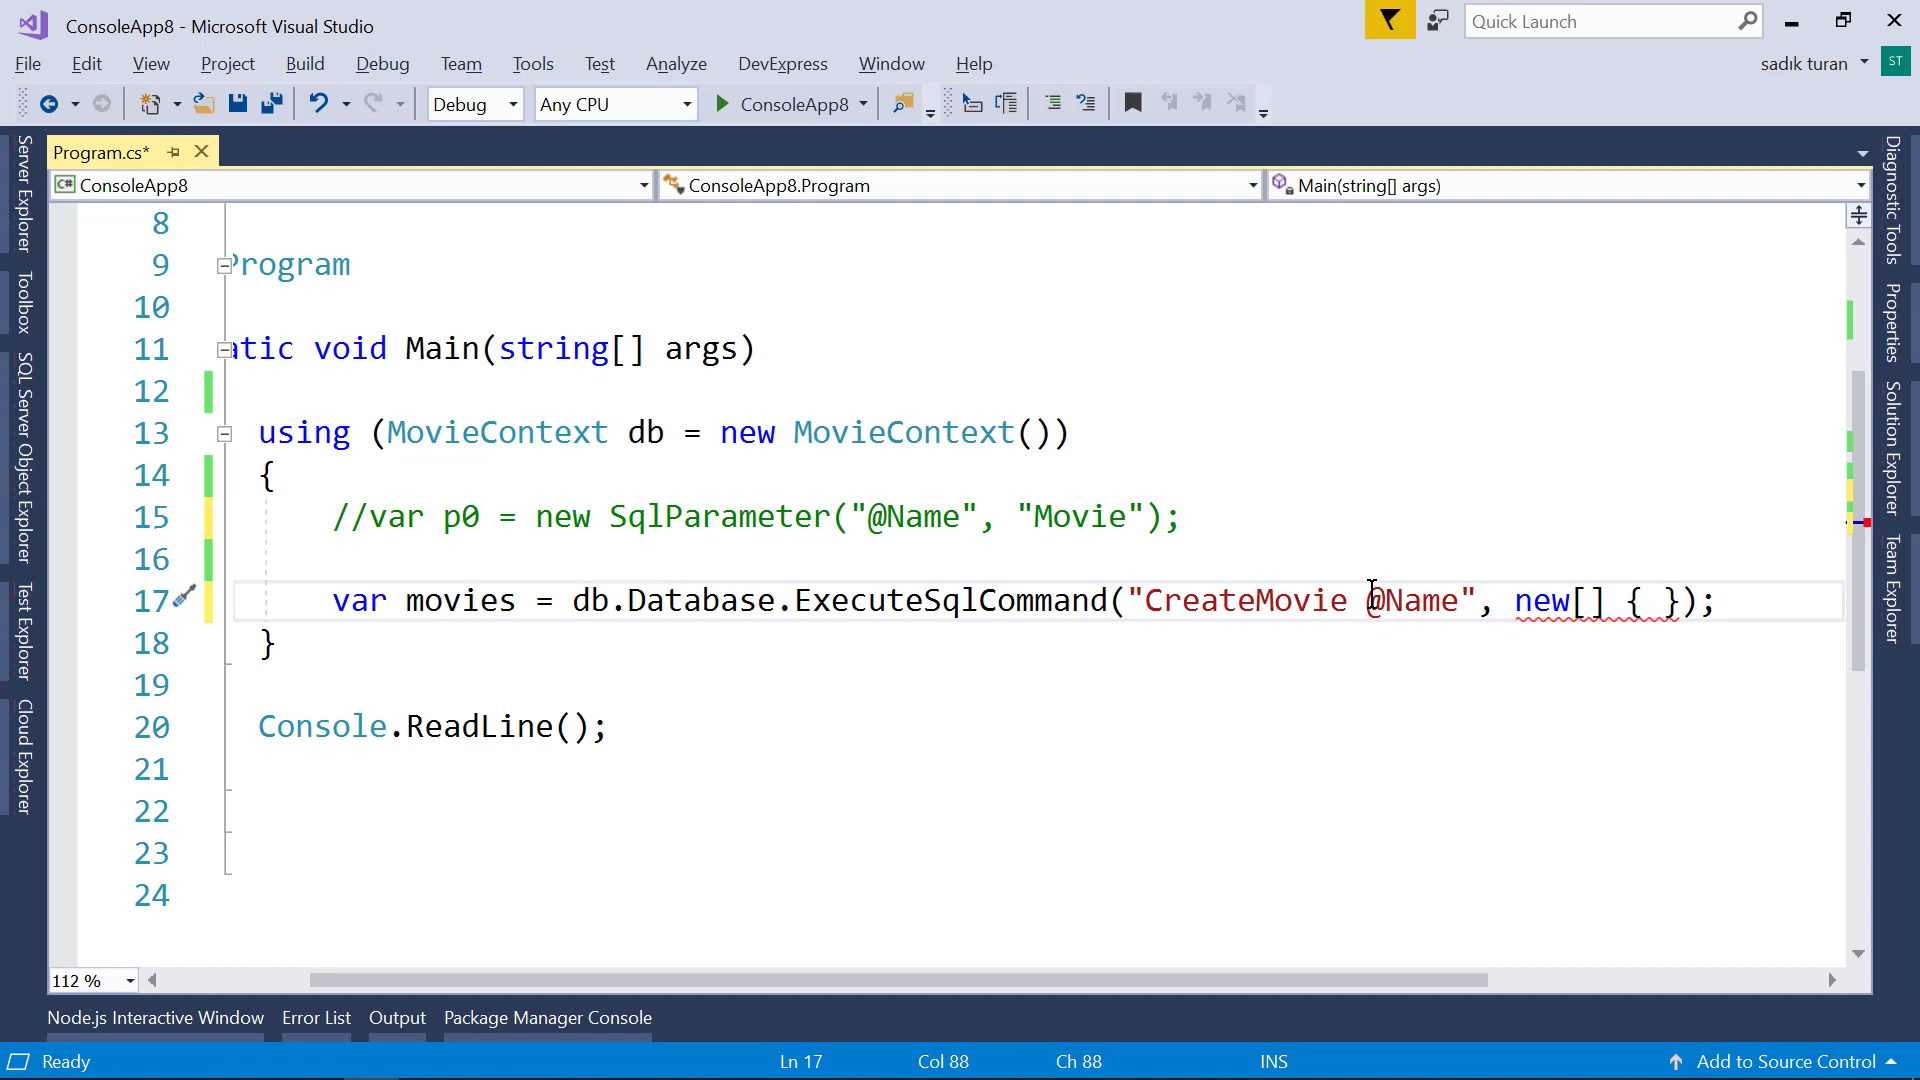 ConsoleApp8 - Microsoft Visual Studio
Quick Launch
File Edit View Project Build Debug Team Tools Test Analyze DevExpress Window Help
sadık turan
ST
Debug Any CPU ConsoleApp8
Program.cs*
C# ConsoleApp8
ConsoleApp8.Program
Main(string[] args)
Server Explorer
Toolbox
SQL Server Object Explorer
Test Explorer
Cloud Explorer
8
9 Program
10
11 atic void Main(string[] args)
12
13 using (MovieContext db = new MovieContext())
14 {
15 //var p0 = new SqlParameter("@Name", "Movie");
16
17 var movies = db.Database.ExecuteSqlCommand("CreateMovie @Name", new[] { });
18 }
19
20 Console.ReadLine();
21
22
23
24
Diagnostic Tools
Properties
Solution Explorer
Team Explorer
112 %
Node.js Interactive Window Error List Output Package Manager Console
Ready
Ln 17 Col 88 Ch 88 INS
Add to Source Control